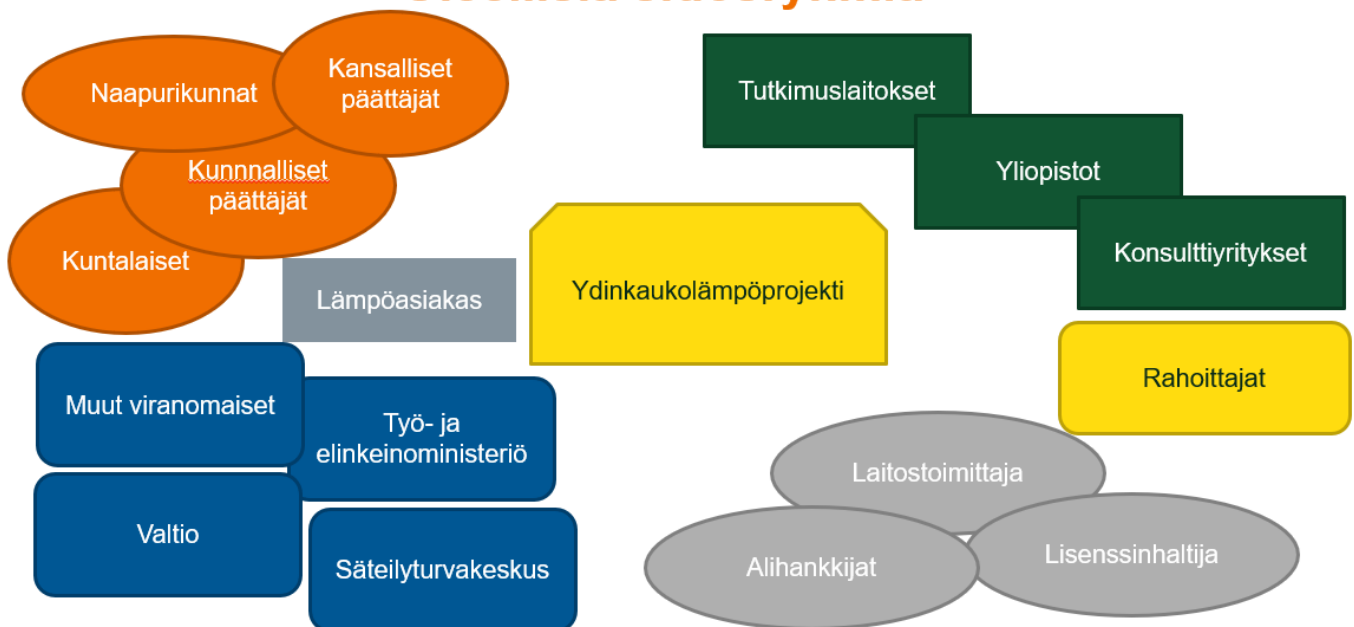 Naapurikunnat
Kansalliset
päättäjät
Kunnnalliset
päättäjät
Kuntalaiset
Lämpöasiakas
Ydinkaukolämpöprojekti
Tutkimuslaitokset
Yliopistot
Konsulttiyritykset
Rahoittajat
Muut viranomaiset
Työ- ja
elinkeinoministeriö
Valtio
Säteilyturvakeskus
Laitostoimittaja
Alihankkijat
Lisenssinhaltija